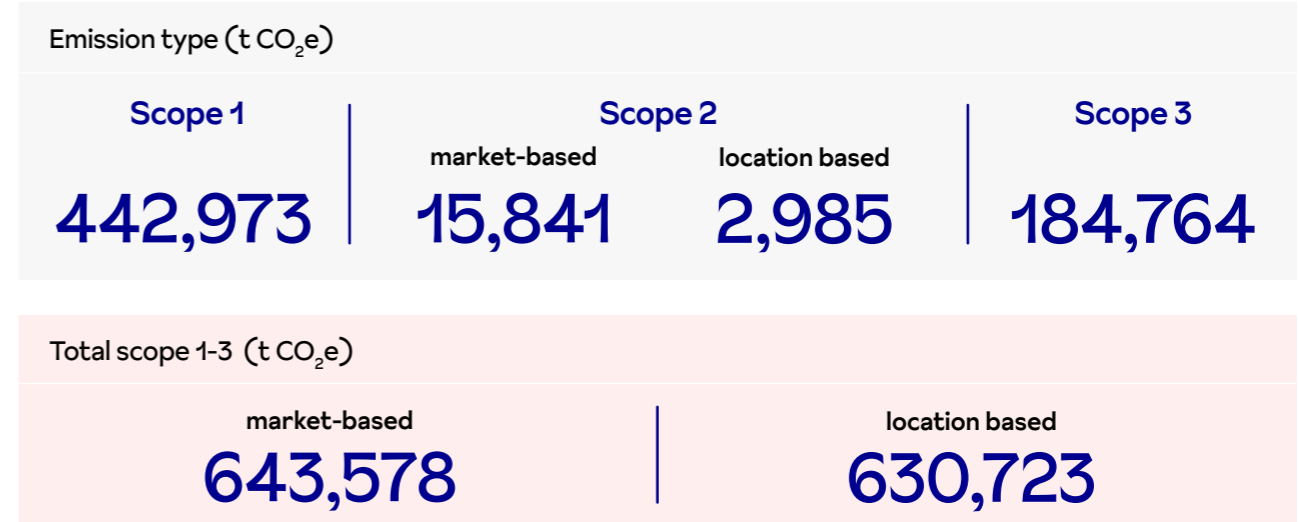 Emission type (t CO₂e)
Scope 1
Scope 2
Scope 3
market-based
location based
442,973
15,841
2,985
184,764
Total scope 1-3 (t CO₂e)
market-based
location based
643,578
630,723